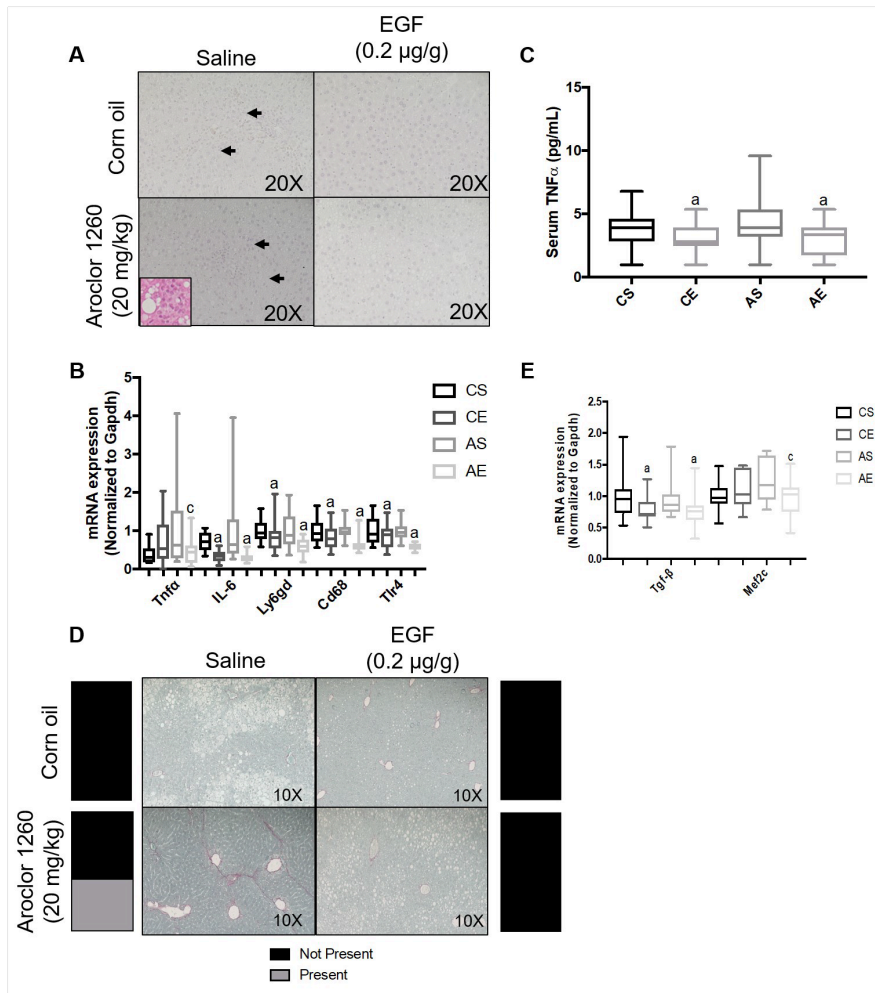 A
Saline
EGF
(0.2 µg/g)
Corn oil
20X
20X
Aroclor 1260
(20 mg/kg)
20X
20X
C
Serum TNFα (pg/mL)
15
10
5
0
a
a
CS
CE
AS
AE
B
mRNA expression
(Normalized to Gapdh)
5
4
3
2
1
0
c
a
a
a
a
a
a
Tnfα
IL-6
Ly6gd
Cd68
Tlr4
CS
CE
AS
AE
E
mRNA expression
(Normalized to Gapdh)
2.5
2.0
1.5
1.0
0.5
0.0
a
a
c
Tgf-β
Mef2c
CS
CE
AS
AE
D
Saline
EGF
(0.2 µg/g)
Corn oil
10X
10X
Aroclor 1260
(20 mg/kg)
10X
10X
Not Present
Present